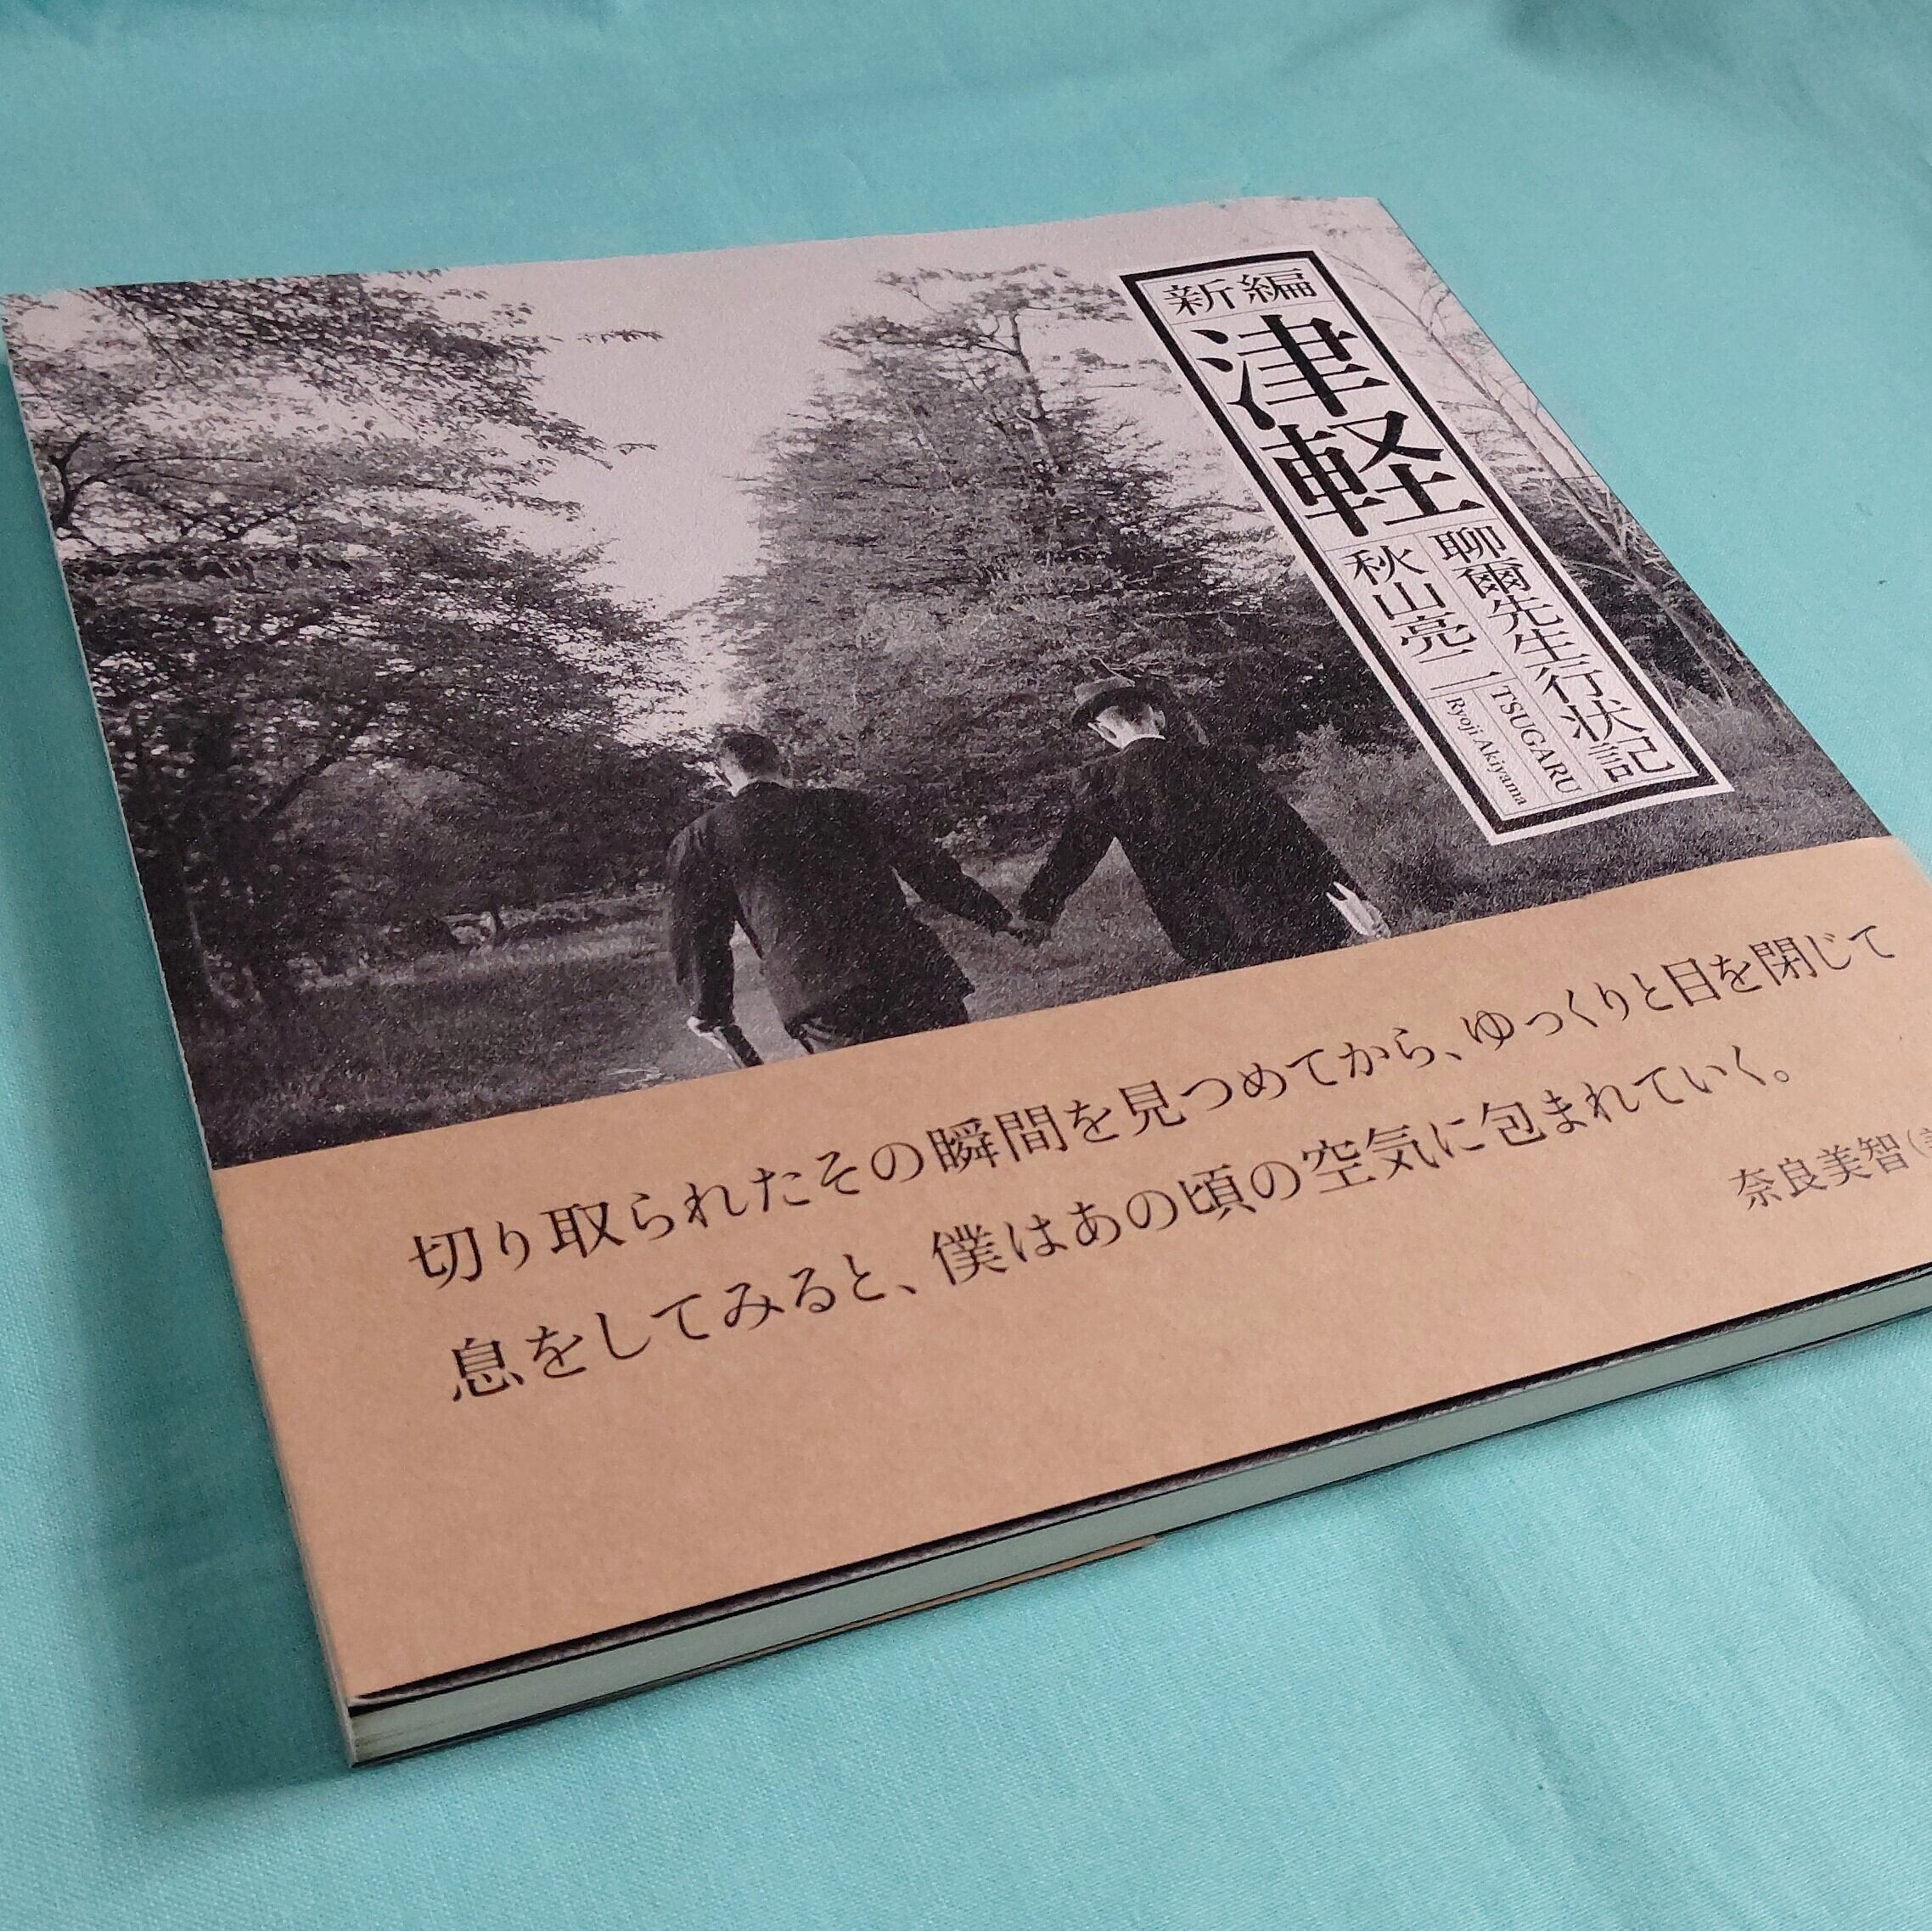 新編
津軽
聊爾先生行状記
TSUGARU
秋山亮二
Ryoji Akiyama
切り取られたその瞬間を見つめてから、ゆっくりと目を閉じて
息をしてみると、僕はあの頃の空気に包まれていく。
奈良美智